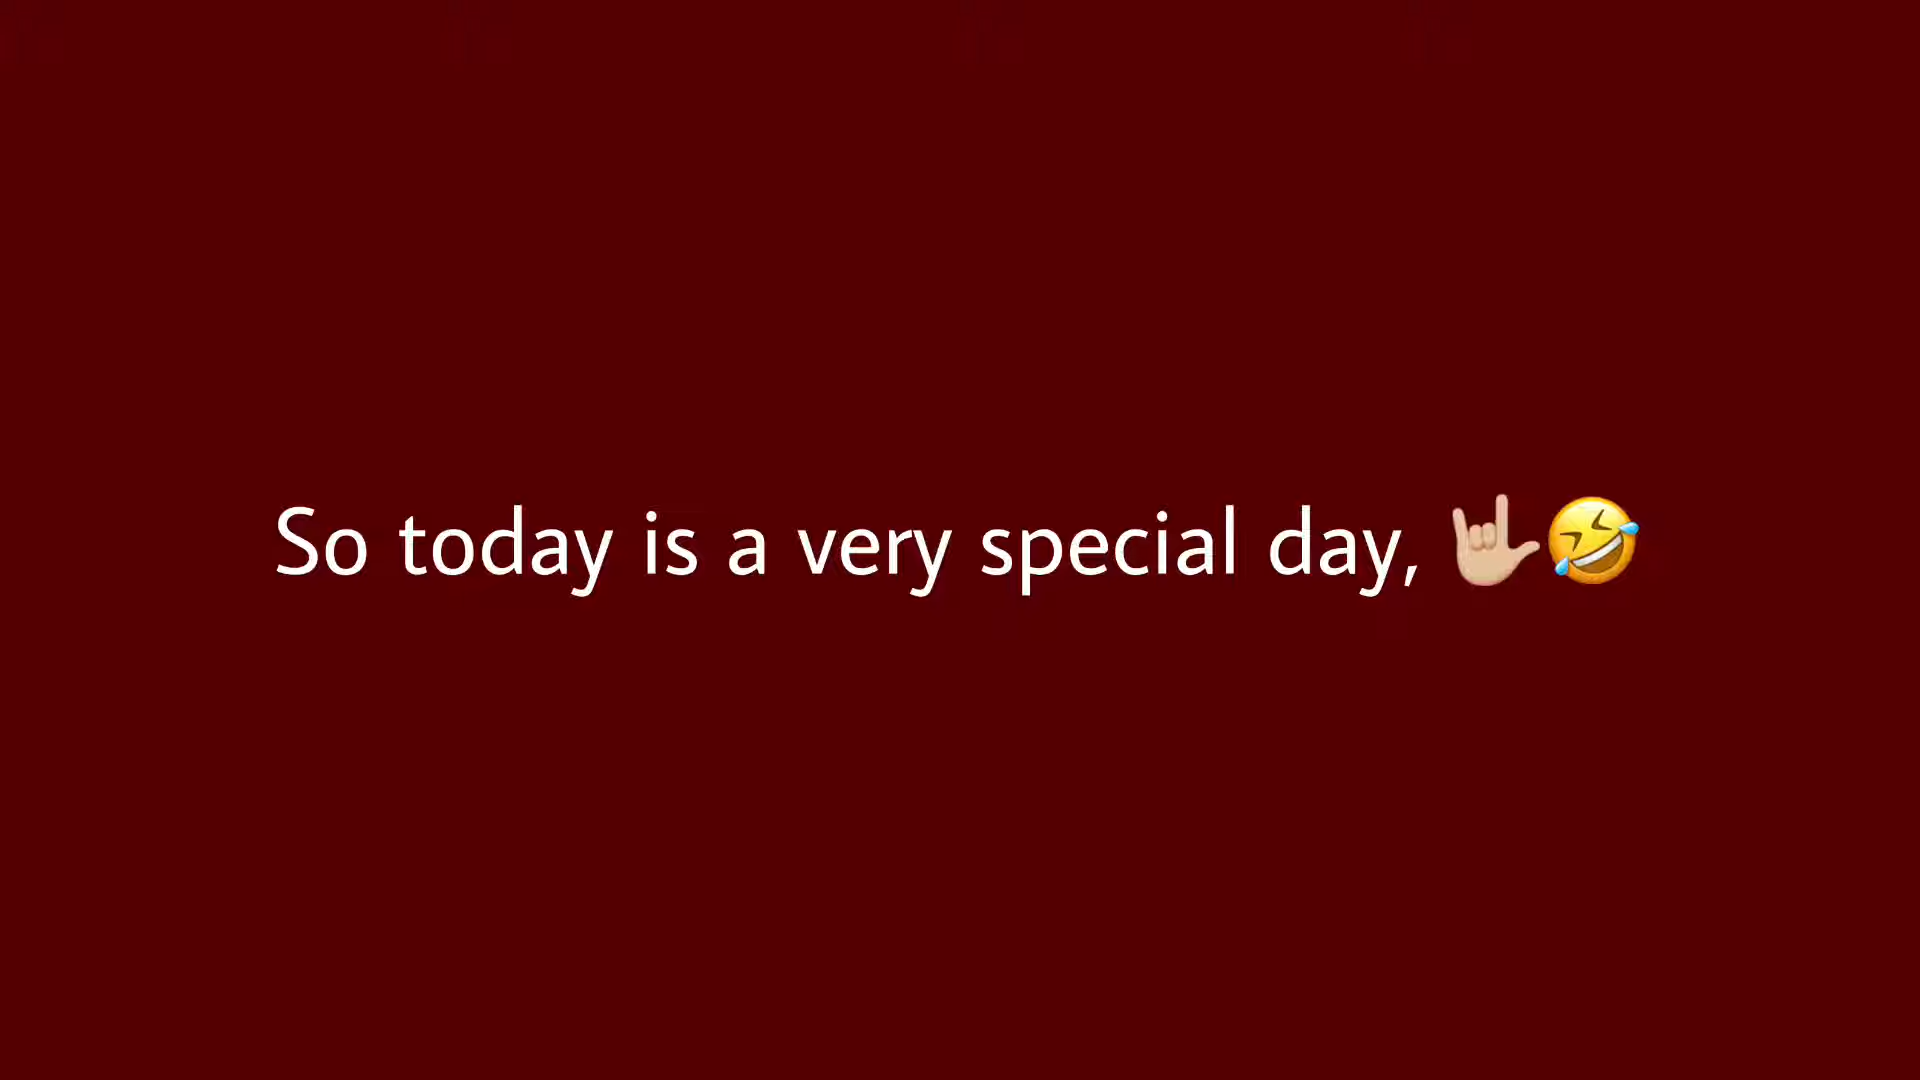 So today is a very special day, 🤟🏼🤣